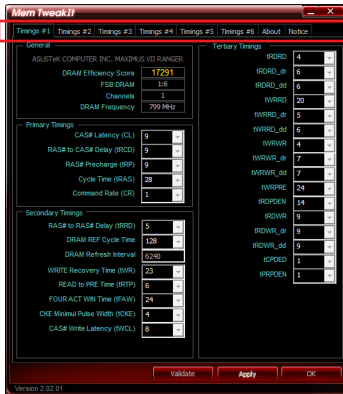 Mem TweakIt
Timings #1 Timings #2 Timings #3 Timings #4 Timings #5 Timings #6 About Notice
General
ASUSTeK COMPUTER INC. MAXIMUS VII RANGER
DRAM Efficiency Score 17291
FSB:DRAM 1:6
Channels 1
DRAM Frequency 799 MHz
Primary Timings
CAS# Latency (CL) 9
RAS# to CAS# Delay (tRCD) 9
RAS# Precharge (tRP) 9
Cycle Time (tRAS) 28
Command Rate (CR) 1
Secondary Timings
RAS# to RAS# Delay (tRRD) 5
DRAM REF Cycle Time 128
DRAM Refresh Interval 6240
WRITE Recovery Time (tWR) 23
READ to PRE Time (tRTP) 6
FOUR ACT WIN Time (tFAW) 24
CKE Minimul Pulse Width (tCKE) 4
CAS# Write Latency (tWCL) 8
Tertiary Timings
tRDRD 4
tRDRD_dr 6
tRDRD_dd 6
tWRRD 20
tWRRD_dr 5
tWRRD_dd 6
tWRWR 4
tWRWR_dr 7
tWRWR_dd 7
tWRPRE 24
tRDPDEN 14
tRDWR 9
tRDWR_dr 9
tRDWR_dd 9
tCPDED 1
tPRPDEN 1
Validate Apply OK
Version 2.02.01